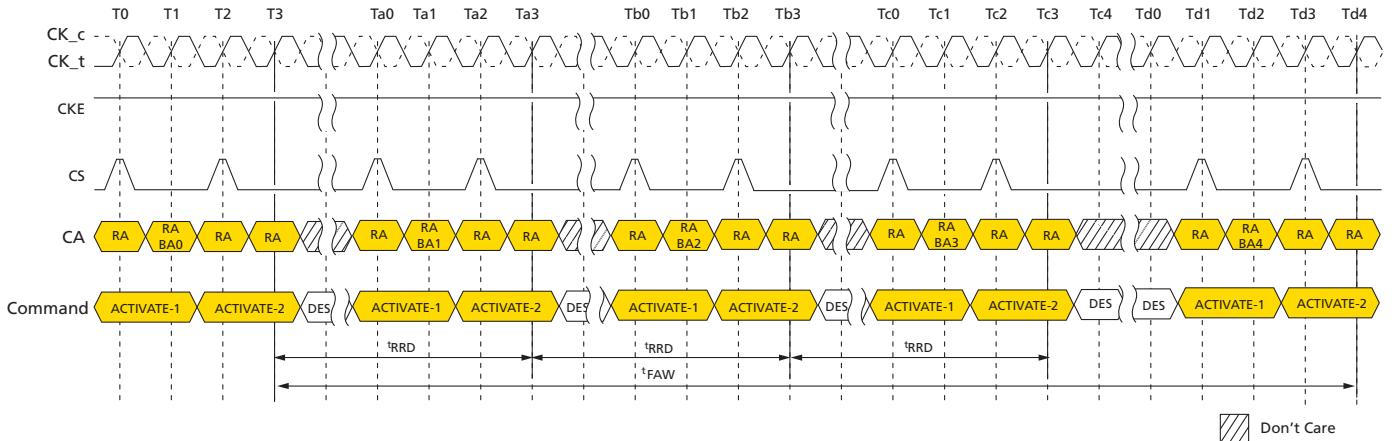 T0 T1 T2 T3 Ta0 Ta1 Ta2 Ta3 Tb0 Tb1 Tb2 Tb3 Tc0 Tc1 Tc2 Tc3 Tc4 Td0 Td1 Td2 Td3 Td4
CK_c
CK_t
CKE
CS
CA RA RA BA0 RA RA RA RA BA1 RA RA RA RA BA2 RA RA RA RA BA3 RA RA RA RA BA4 RA RA
Command ACTIVATE-1 ACTIVATE-2 DES ACTIVATE-1 ACTIVATE-2 DES ACTIVATE-1 ACTIVATE-2 DES ACTIVATE-1 ACTIVATE-2 DES DES ACTIVATE-1 ACTIVATE-2
tRRD tRRD tRRD
tFAW
Don't Care